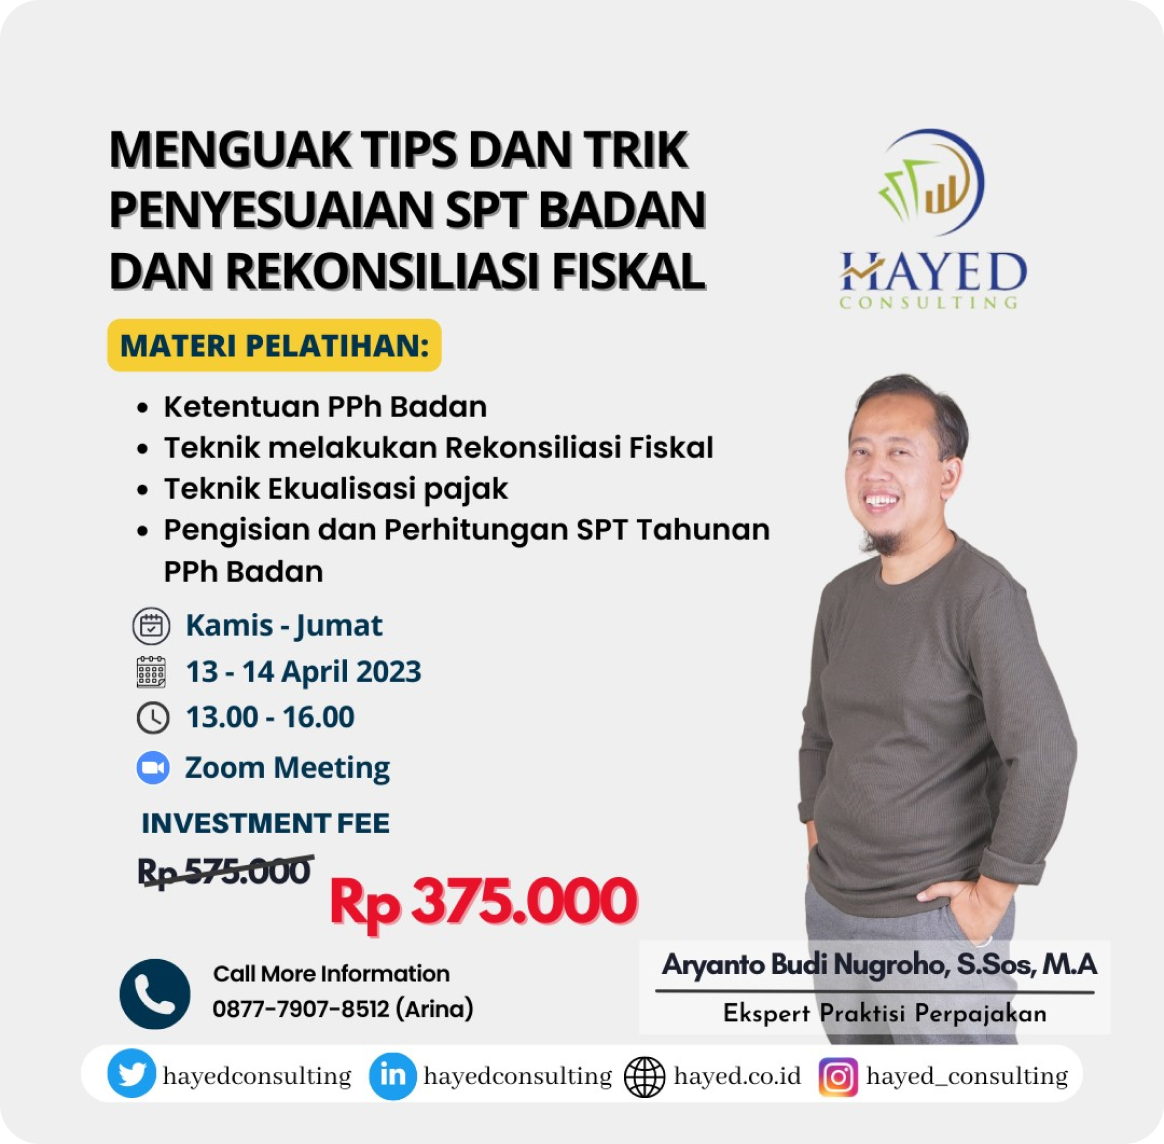 MENGUAK TIPS DAN TRIK
PENYESUAIAN SPT BADAN
DAN REKONSILIASI FISKAL
HAYED
CONSULTING
MATERI PELATIHAN:
• Ketentuan PPh Badan
• Teknik melakukan Rekonsiliasi Fiskal
• Teknik Ekualisasi pajak
• Pengisian dan Perhitungan SPT Tahunan
PPh Badan
Kamis - Jumat
13 - 14 April 2023
13.00 - 16.00
Zoom Meeting
INVESTMENT FEE
Rp 575.000
Rp 375.000
Call More Information
0877-7907-8512 (Arina)
Aryanto Budi Nugroho, S.Sos, M.A
Ekspert Praktisi Perpajakan
hayedconsulting
in hayedconsulting
hayed.co.id
hayed_consulting